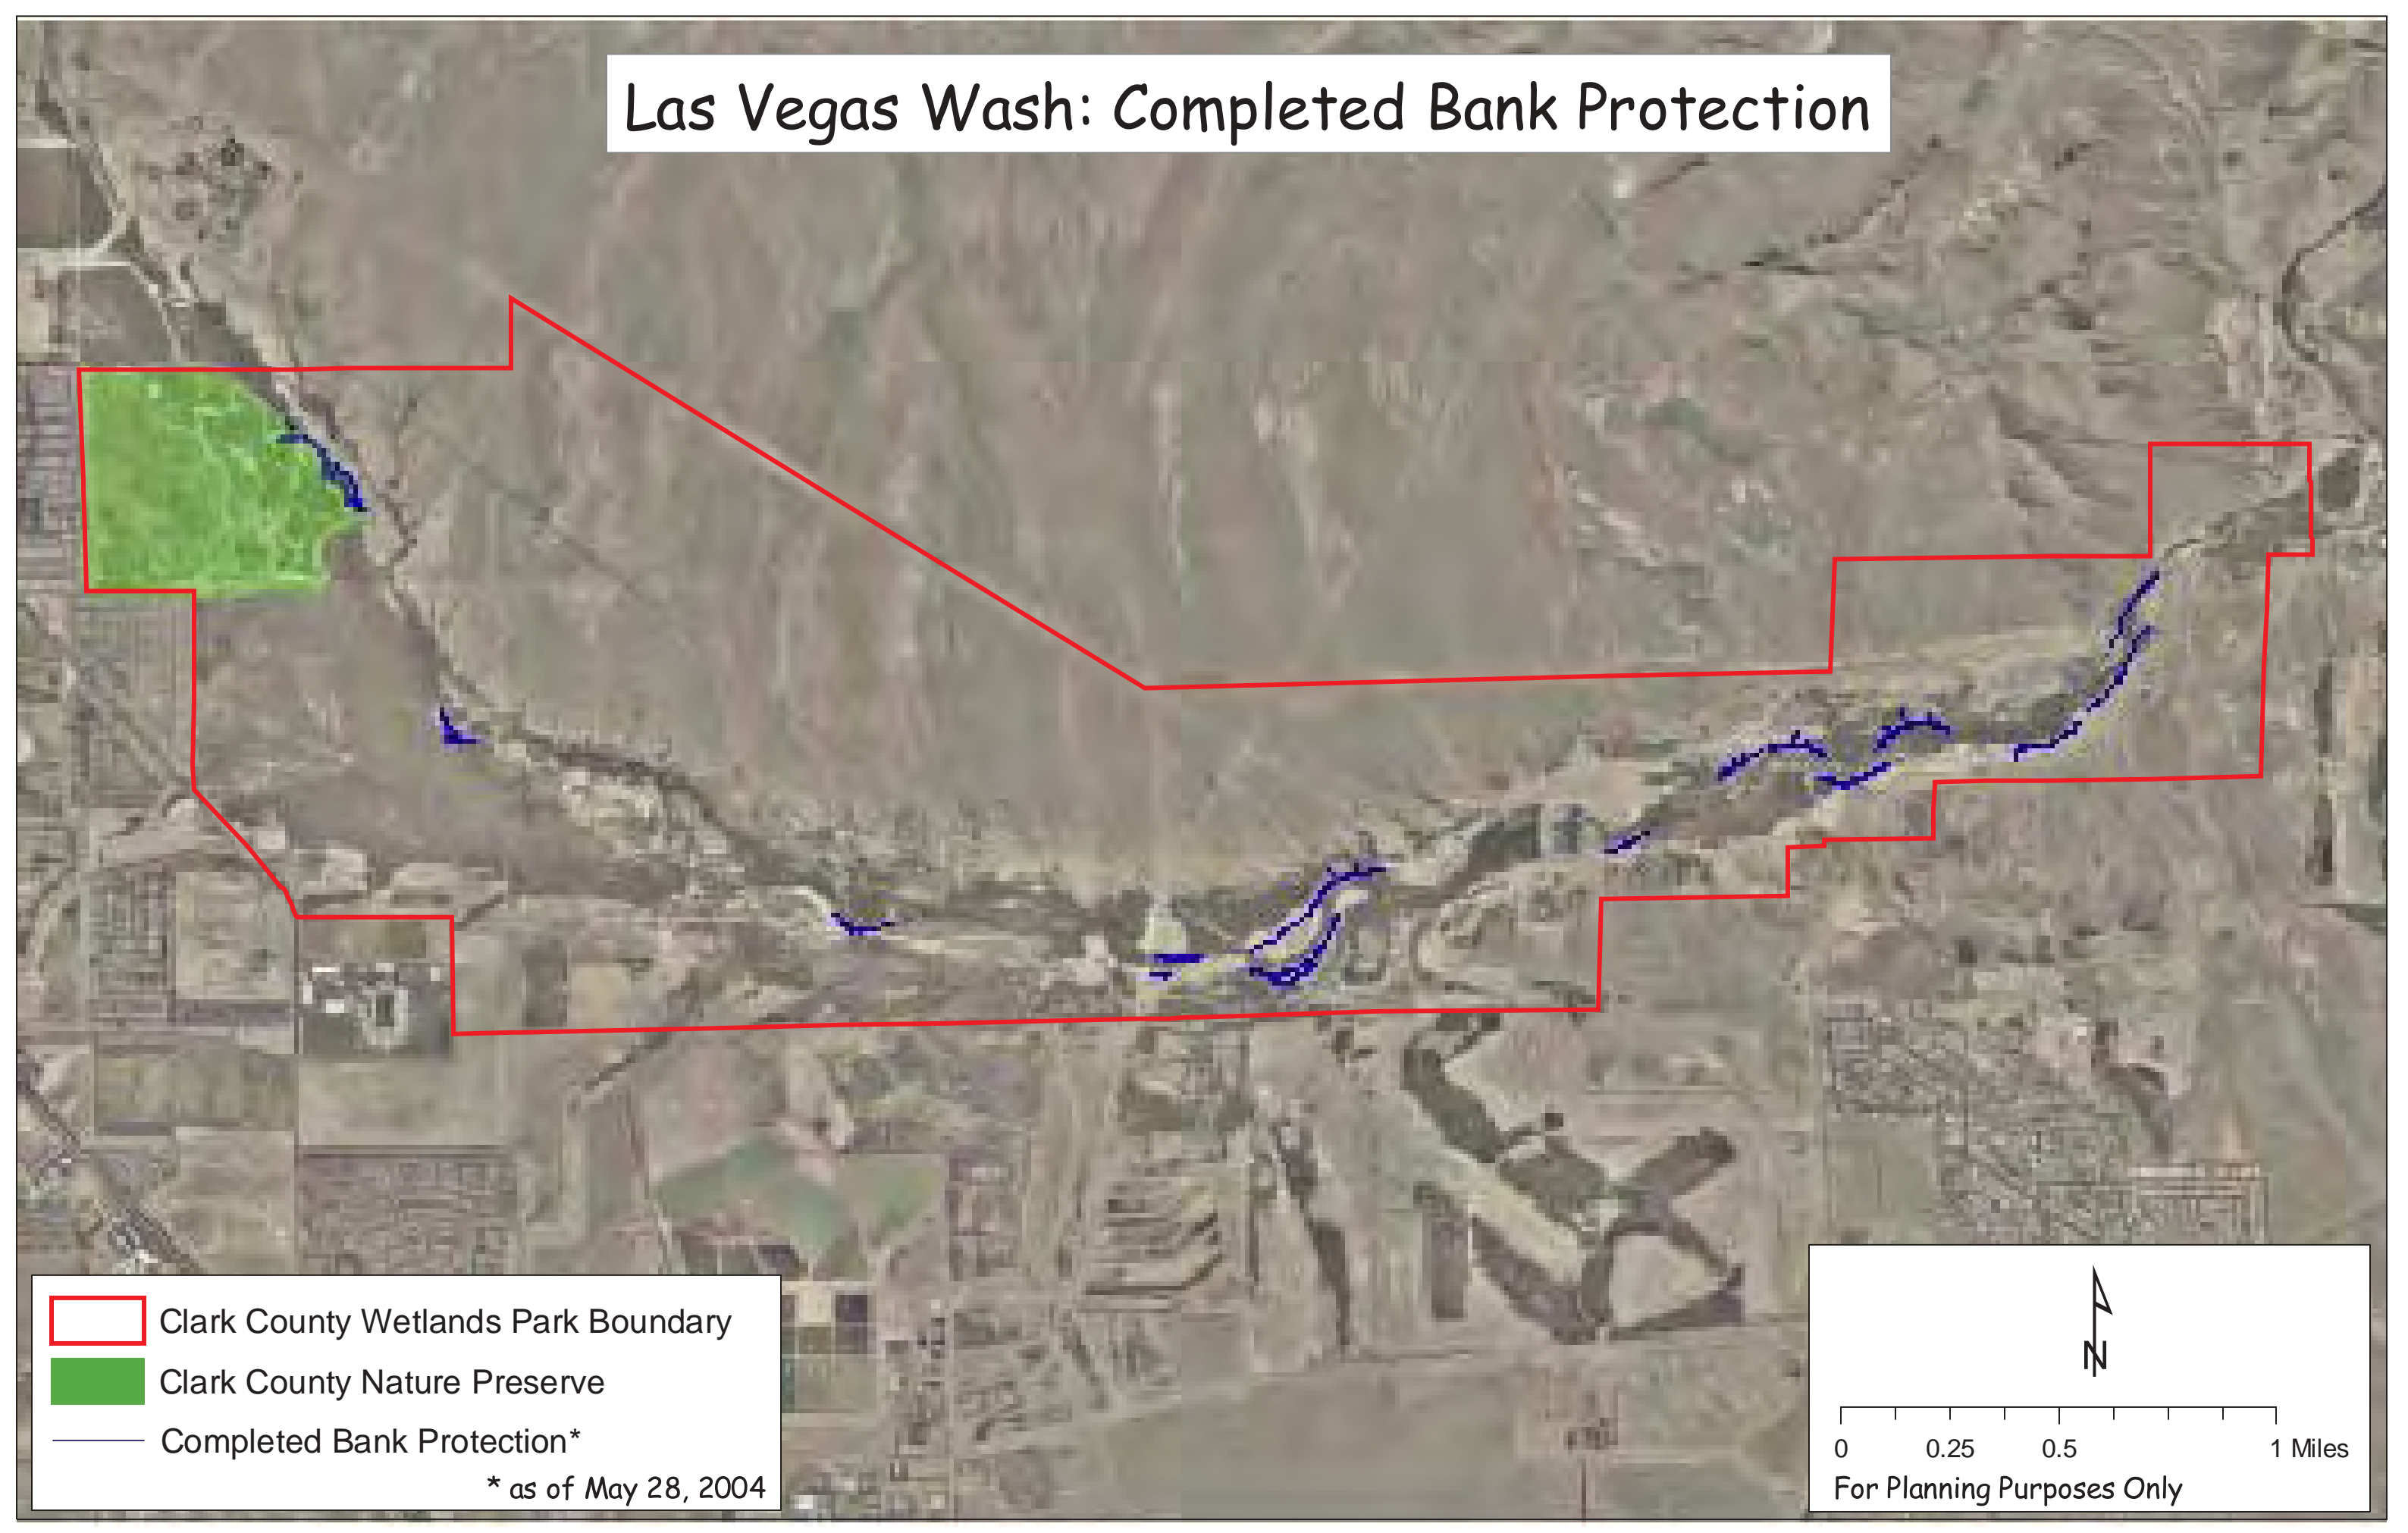 Las Vegas Wash: Completed Bank Protection
Clark County Wetlands Park Boundary
Clark County Nature Preserve
Completed Bank Protection*
* as of May 28, 2004
N
0 0.25 0.5 1 Miles
For Planning Purposes Only